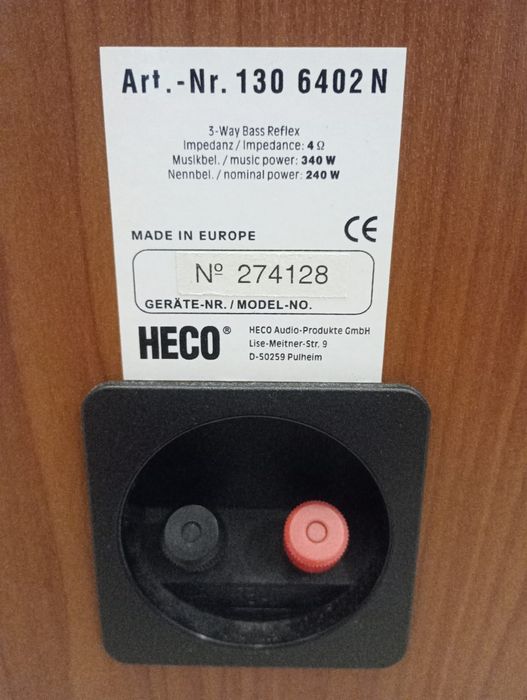 Art.-Nr. 130 6402 N
3-Way Bass Reflex
Impedanz / Impedance: 4 Ω
Musikbel. / music power: 340 W
Nennbel. / nominal power: 240 W
MADE IN EUROPE
CE
Nº 274128
GERÄTE-NR. / MODEL-NO.
HECO®
HECO Audio-Produkte GmbH
Lise-Meitner-Str. 9
D-50259 Pulheim